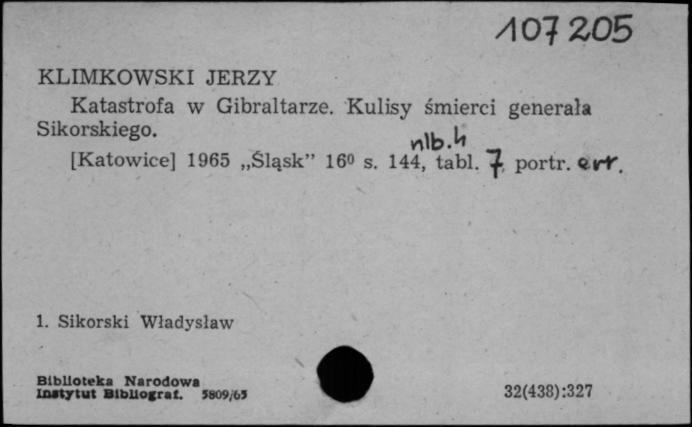 107 205
KLIMKOWSKI JERZY
Katastrofa w Gibraltarze. Kulisy śmierci generała
Sikorskiego.
nlb. 4
[Katowice] 1965 „Śląsk” 16⁰ s. 144, tabl. 7, portr. err.
1. Sikorski Władysław
Biblioteka Narodowa
Instytut Bibliograf. 5809/65
32(438):327